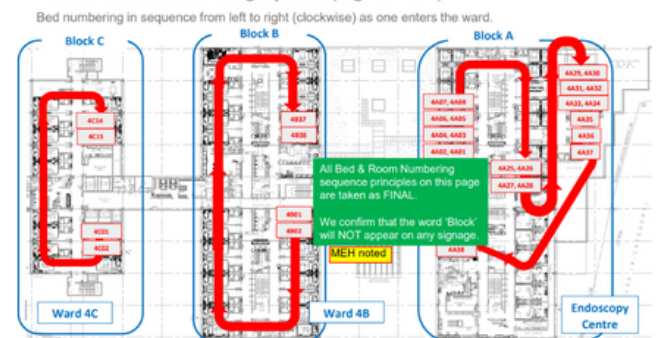 Bed numbering in sequence from left to right (clockwise) as one enters the ward.
Block C
Block B
Block A
4C14
4C15
4C01
4C02
Ward 4C
4B37
4B38
4B01
4B02
Ward 4B
4A07, 4A08
4A06, 4A05
4A04, 4A03
4A02, 4A01
4A29, 4A30
4A31, 4A32
4A33, 4A34
4A35
4A36
4A37
4A25, 4A26
4A27, 4A28
4A38
All Bed & Room Numbering
sequence principles on this page
are taken as FINAL.
We confirm that the word 'Block'
will NOT appear on any signage.
MEH noted
Endoscopy
Centre